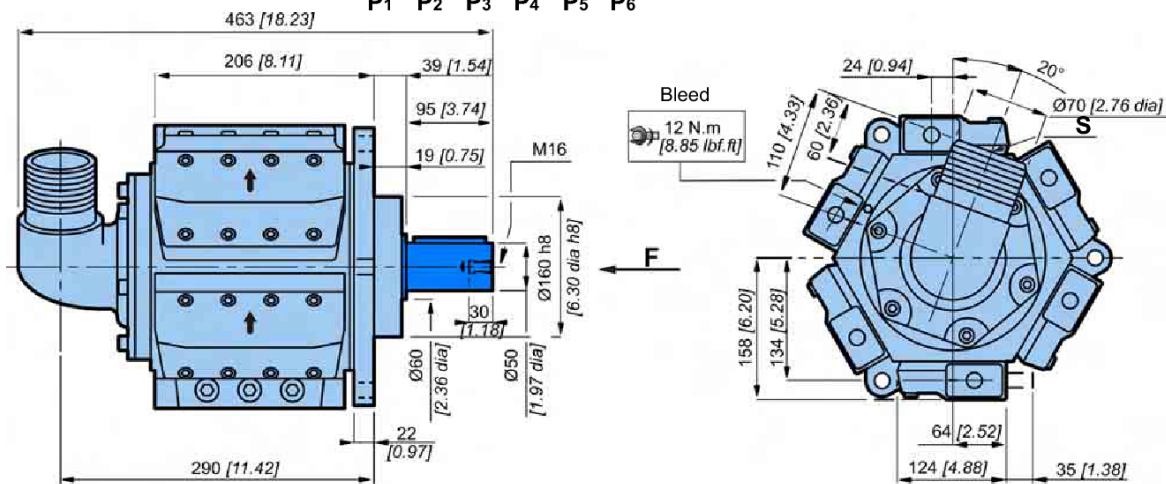 P1 P2 P3 P4 P5 P6
463 [18.23]
206 [8.11]
39 [1.54]
95 [3.74]
19 [0.75]
M16
Ø160 h8
[6.30 dia h8]
F
30
[1.18]
Ø60
[2.36 dia]
Ø50
[1.97 dia]
22
[0.97]
290 [11.42]
24 [0.94]
20°
Ø70 [2.76 dia]
S
Bleed
12 N.m
[8.85 lbf.ft]
110 [4.33]
60 [2.36]
158 [6.20]
134 [5.28]
64 [2.52]
124 [4.88]
35 [1.38]